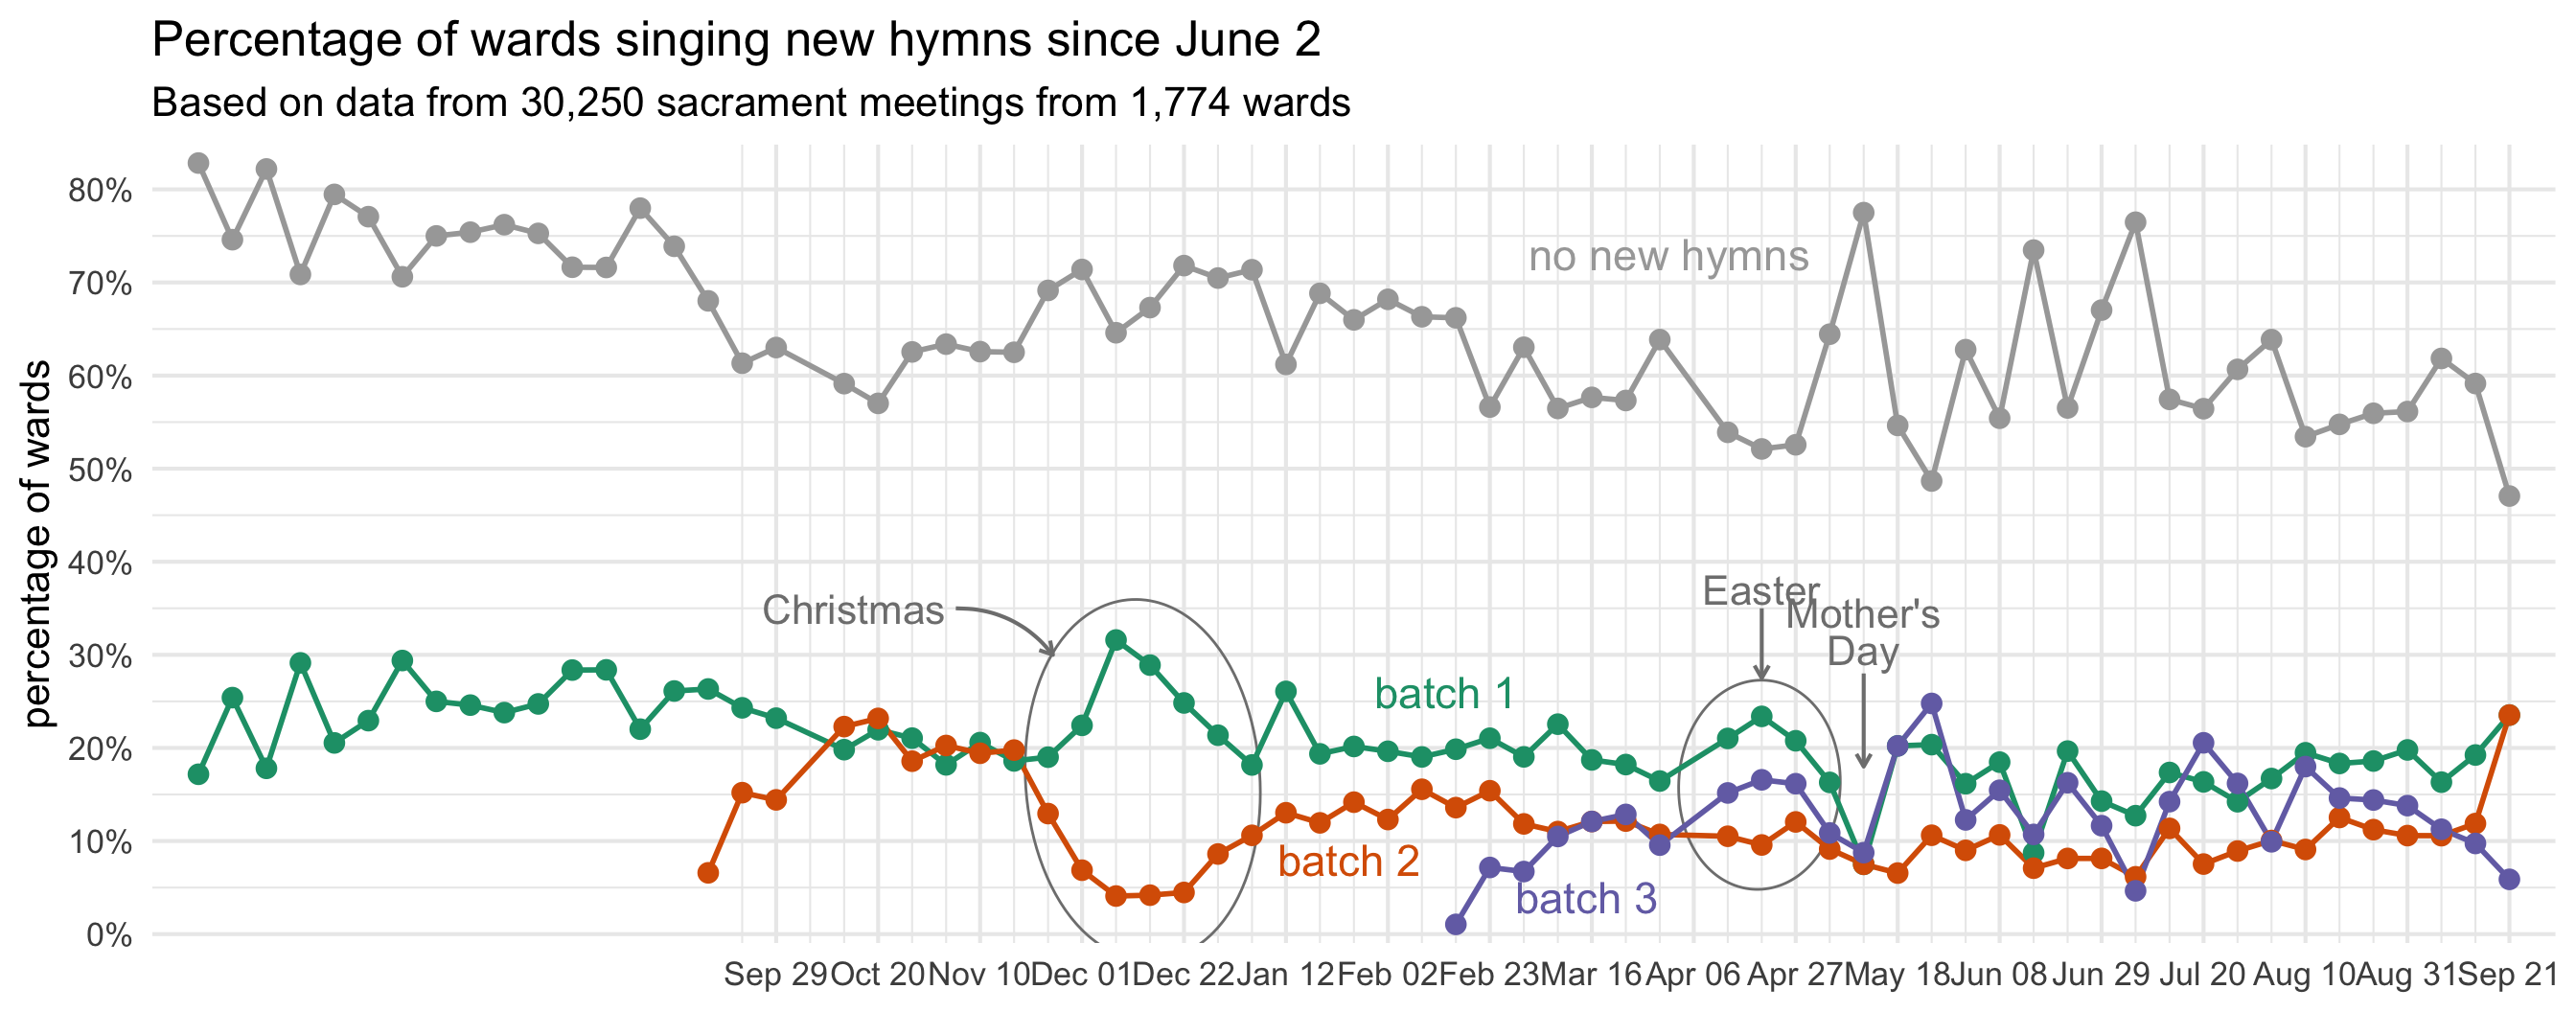 Percentage of wards singing new hymns since June 2
Based on data from 30,250 sacrament meetings from 1,774 wards
percentage of wards
80%
70%
60%
50%
40%
30%
20%
10%
0%
no new hymns
Christmas
Easter
Mother's
Day
batch 1
batch 2
batch 3
Sep 29 Oct 20 Nov 10 Dec 01 Dec 22 Jan 12 Feb 02 Feb 23 Mar 16 Apr 06 Apr 27 May 18 Jun 08 Jun 29 Jul 20 Aug 10 Aug 31 Sep 21